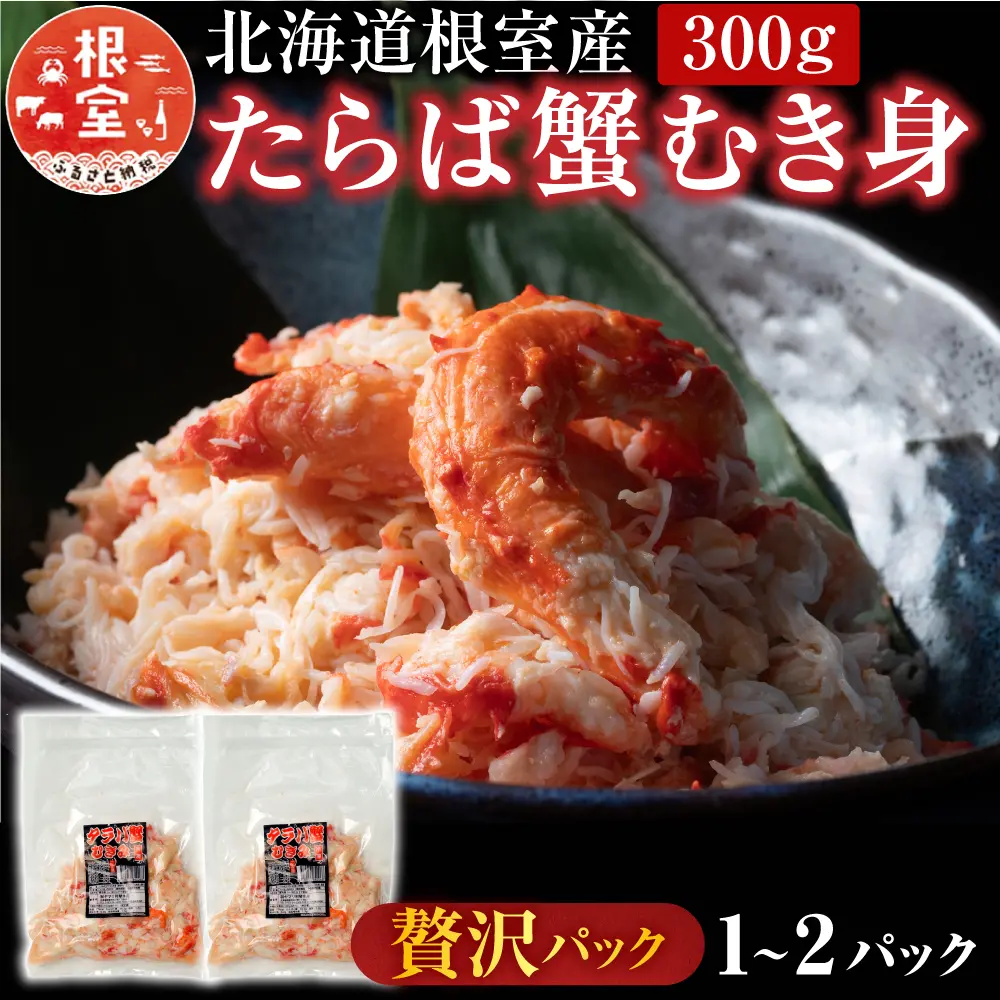 根室
ふるさと納税
北海道根室産 300g
たらば蟹むき身
タラバ蟹
むきみ
タラバ蟹
むきみ
贅沢パック 1~2パック